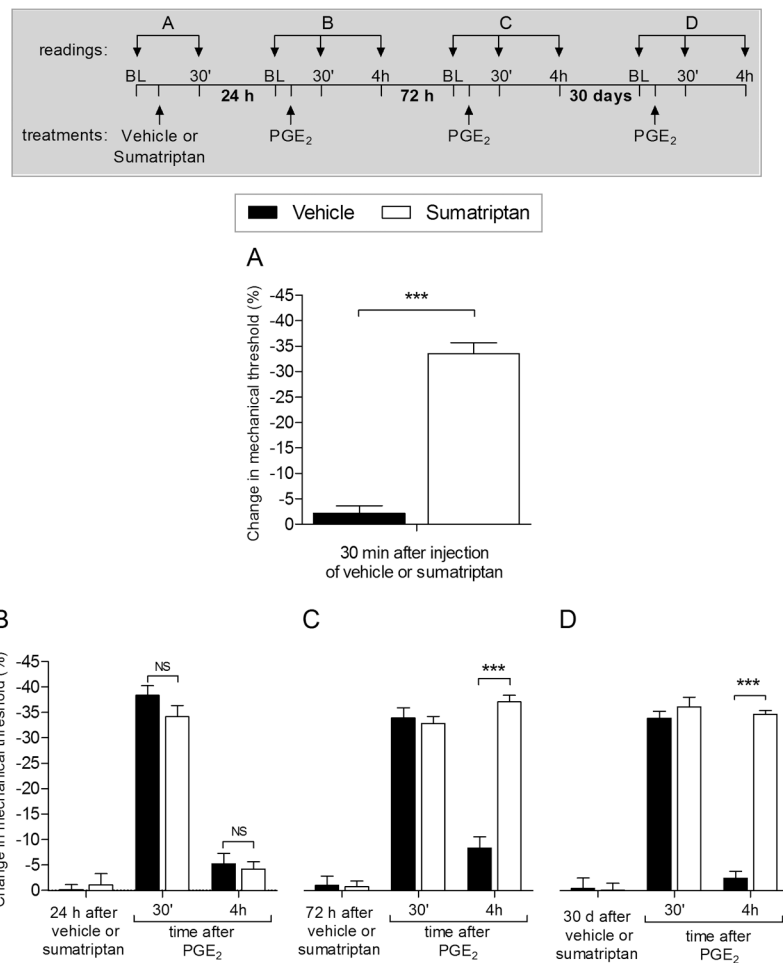 A B C D
readings:
BL 30' BL 30' 4h BL 30' 4h BL 30' 4h
24 h 72 h 30 days
treatments: Vehicle or PGE₂ PGE₂ PGE₂
Sumatriptan
Vehicle Sumatriptan
A
Change in mechanical threshold (%)
-45
-40
-35
-30
-25
-20
-15
-10
-5
0
***
30 min after injection
of vehicle or sumatriptan
B
Change in mechanical threshold (%)
-45
-40
-35
-30
-25
-20
-15
-10
-5
0
NS
NS
24 h after
vehicle or
sumatriptan
30' 4h
time after
PGE₂
C
***
72 h after
vehicle or
sumatriptan
30' 4h
time after
PGE₂
D
***
30 d after
vehicle or
sumatriptan
30' 4h
time after
PGE₂